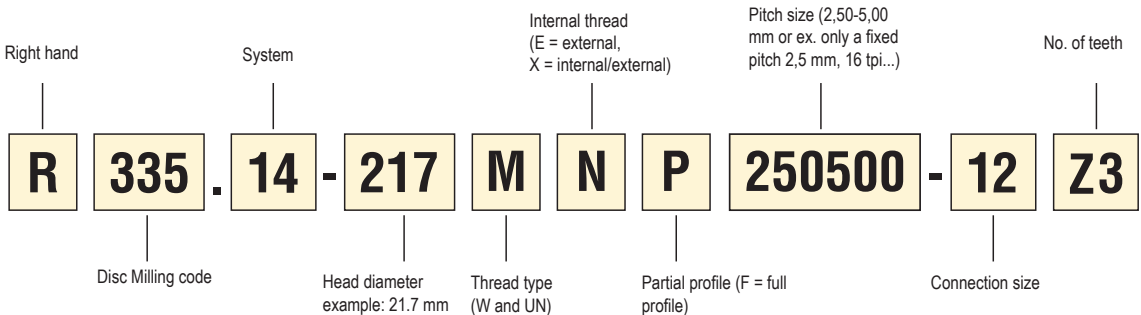 Right hand
System
Internal thread
(E = external,
X = internal/external)
Pitch size (2,50-5,00
mm or ex. only a fixed
pitch 2,5 mm, 16 tpi...)
No. of teeth
R 335 . 14 - 217 M N P 250500 - 12 Z3
Disc Milling code
Head diameter
example: 21.7 mm
Thread type
(W and UN)
Partial profile (F = full
profile)
Connection size